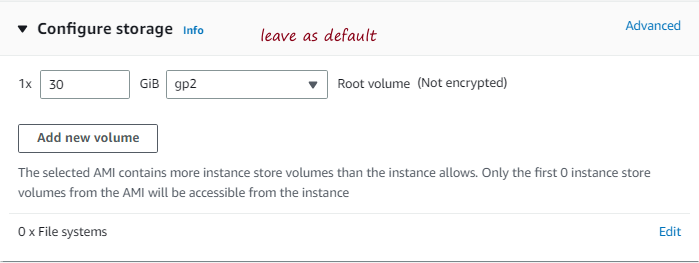 Configure storage Info leave as default Advanced
1x 30 GiB gp2 Root volume (Not encrypted)
Add new volume
The selected AMI contains more instance store volumes than the instance allows. Only the first 0 instance store
volumes from the AMI will be accessible from the instance
0 x File systems Edit